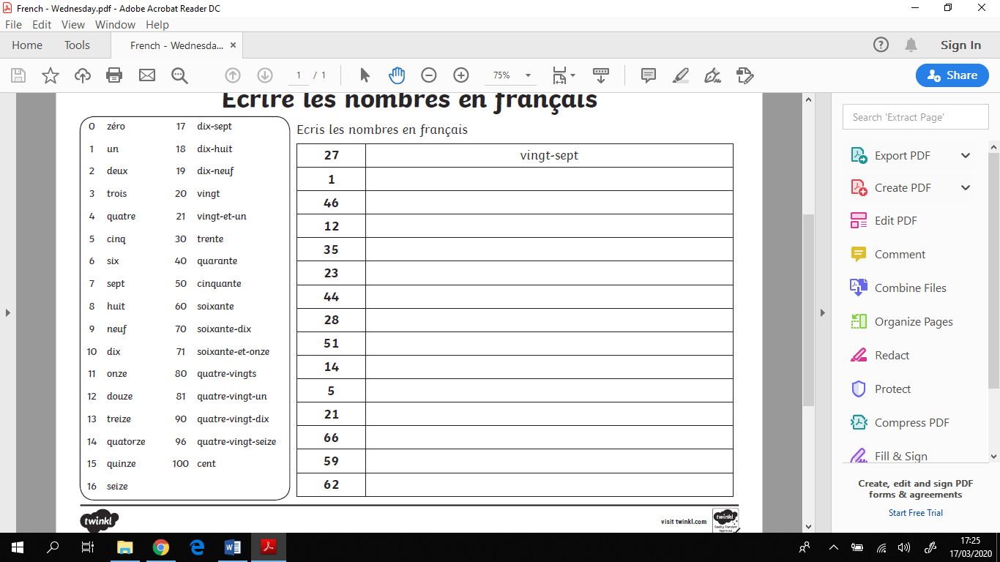 French - Wednesday.pdf - Adobe Acrobat Reader DC
File Edit View Window Help
Home Tools French - Wednesda... × Sign In
1 / 1 75% Share
Ecrire les nombres en français
0 zéro 17 dix-sept
1 un 18 dix-huit
2 deux 19 dix-neuf
3 trois 20 vingt
4 quatre 21 vingt-et-un
5 cinq 30 trente
6 six 40 quarante
7 sept 50 cinquante
8 huit 60 soixante
9 neuf 70 soixante-dix
10 dix 71 soixante-et-onze
11 onze 80 quatre-vingts
12 douze 81 quatre-vingt-un
13 treize 90 quatre-vingt-dix
14 quatorze 96 quatre-vingt-seize
15 quinze 100 cent
16 seize
Ecris les nombres en français
27 vingt-sept
1
46
12
35
23
44
28
51
14
5
21
66
59
62
twinkl
visit twinkl.com
twinkl
Quality Standard
Approved
Search 'Extract Page'
Export PDF
Create PDF
Edit PDF
Comment
Combine Files
Organize Pages
Redact
Protect
Compress PDF
Fill & Sign
Create, edit and sign PDF
forms & agreements
Start Free Trial
17:25
17/03/2020